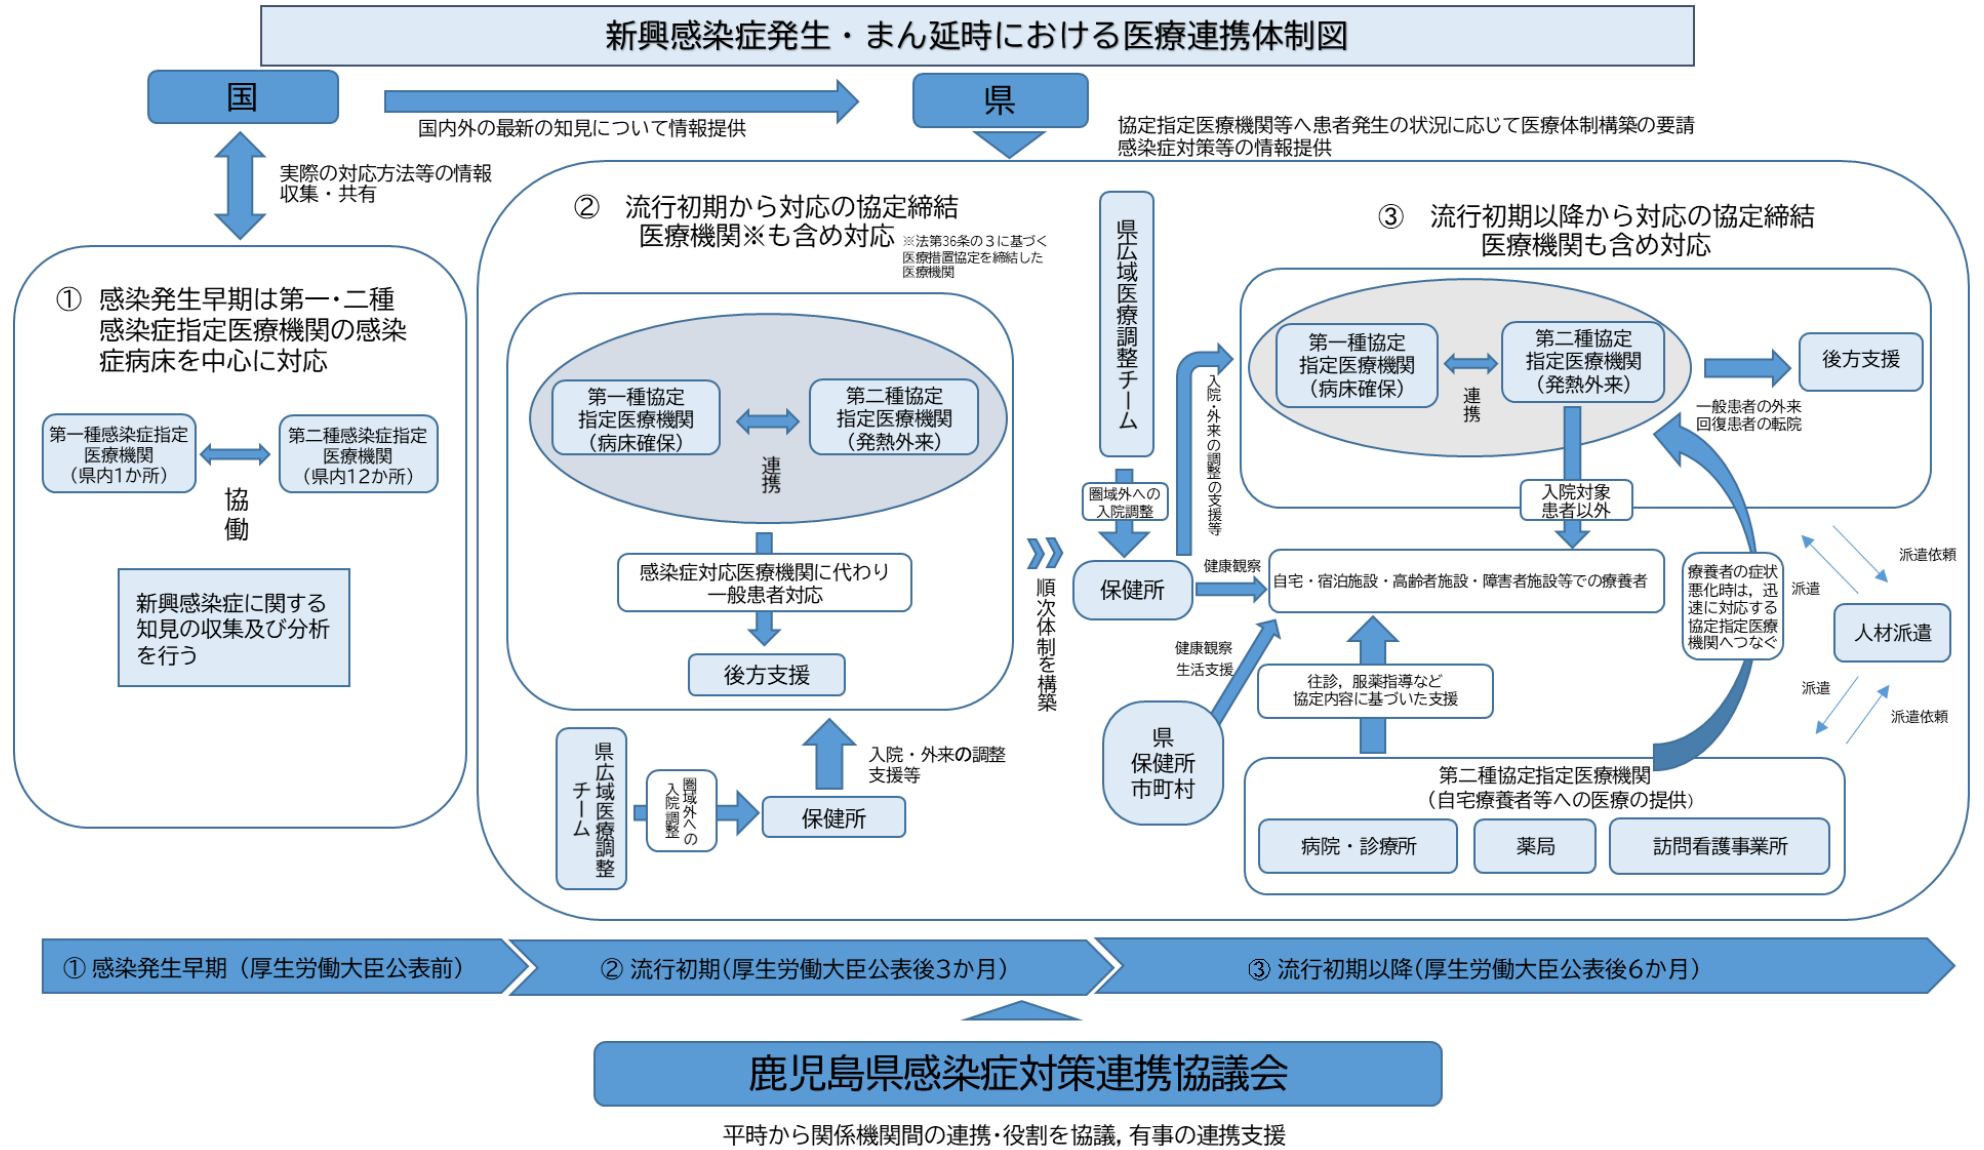 新興感染症発生・まん延時における医療連携体制図
国
県
国内外の最新の知見について情報提供
協定指定医療機関等へ患者発生の状況に応じて医療体制構築の要請
感染症対策等の情報提供
実際の対応方法等の情報
収集・共有
① 感染発生早期は第一・二種
感染症指定医療機関の感染
症病床を中心に対応
第一種感染症指定
医療機関
（県内1か所）
第二種感染症指定
医療機関
（県内12か所）
協働
新興感染症に関する
知見の収集及び分析
を行う
② 流行初期から対応の協定締結
医療機関※も含め対応
※法第36条の３に基づく
医療措置協定を締結した
医療機関
第一種協定
指定医療機関
（病床確保）
第二種協定
指定医療機関
（発熱外来）
連携
感染症対応医療機関に代わり
一般患者対応
後方支援
県広域医療調整
チーム
圏域外への
入院調整
保健所
入院・外来の調整
支援等
順次体制を構築
県広域医療調整チーム
圏域外への
入院調整
保健所
入院・外来の調整の支援等
③ 流行初期以降から対応の協定締結
医療機関も含め対応
第一種協定
指定医療機関
（病床確保）
第二種協定
指定医療機関
（発熱外来）
連携
後方支援
一般患者の外来
回復患者の転院
入院対象
患者以外
健康観察
自宅・宿泊施設・高齢者施設・障害者施設等での療養者
療養者の症状
悪化時は，迅
速に対応する
協定指定医療
機関へつなぐ
派遣依頼
派遣
人材派遣
派遣
派遣依頼
健康観察
生活支援
県
保健所
市町村
往診，服薬指導など
協定内容に基づいた支援
第二種協定指定医療機関
（自宅療養者等への医療の提供）
病院・診療所
薬局
訪問看護事業所
① 感染発生早期（厚生労働大臣公表前）
② 流行初期（厚生労働大臣公表後３か月）
③ 流行初期以降（厚生労働大臣公表後６か月）
鹿児島県感染症対策連携協議会
平時から関係機関間の連携・役割を協議，有事の連携支援